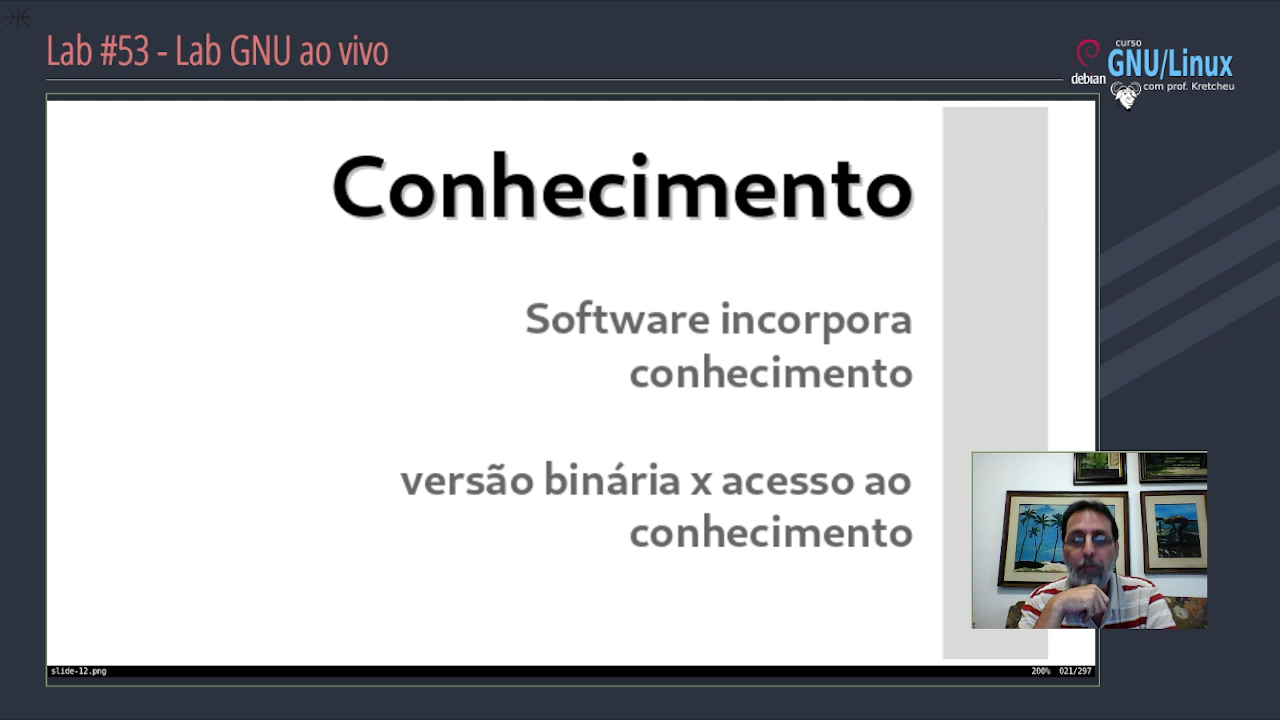 Lab #53 - Lab GNU ao vivo
curso
GNU/Linux
debian
com prof. Kretcheu
Conhecimento
Software incorpora
conhecimento
versão binária x acesso ao
conhecimento
slide-12.png
200% 021/297